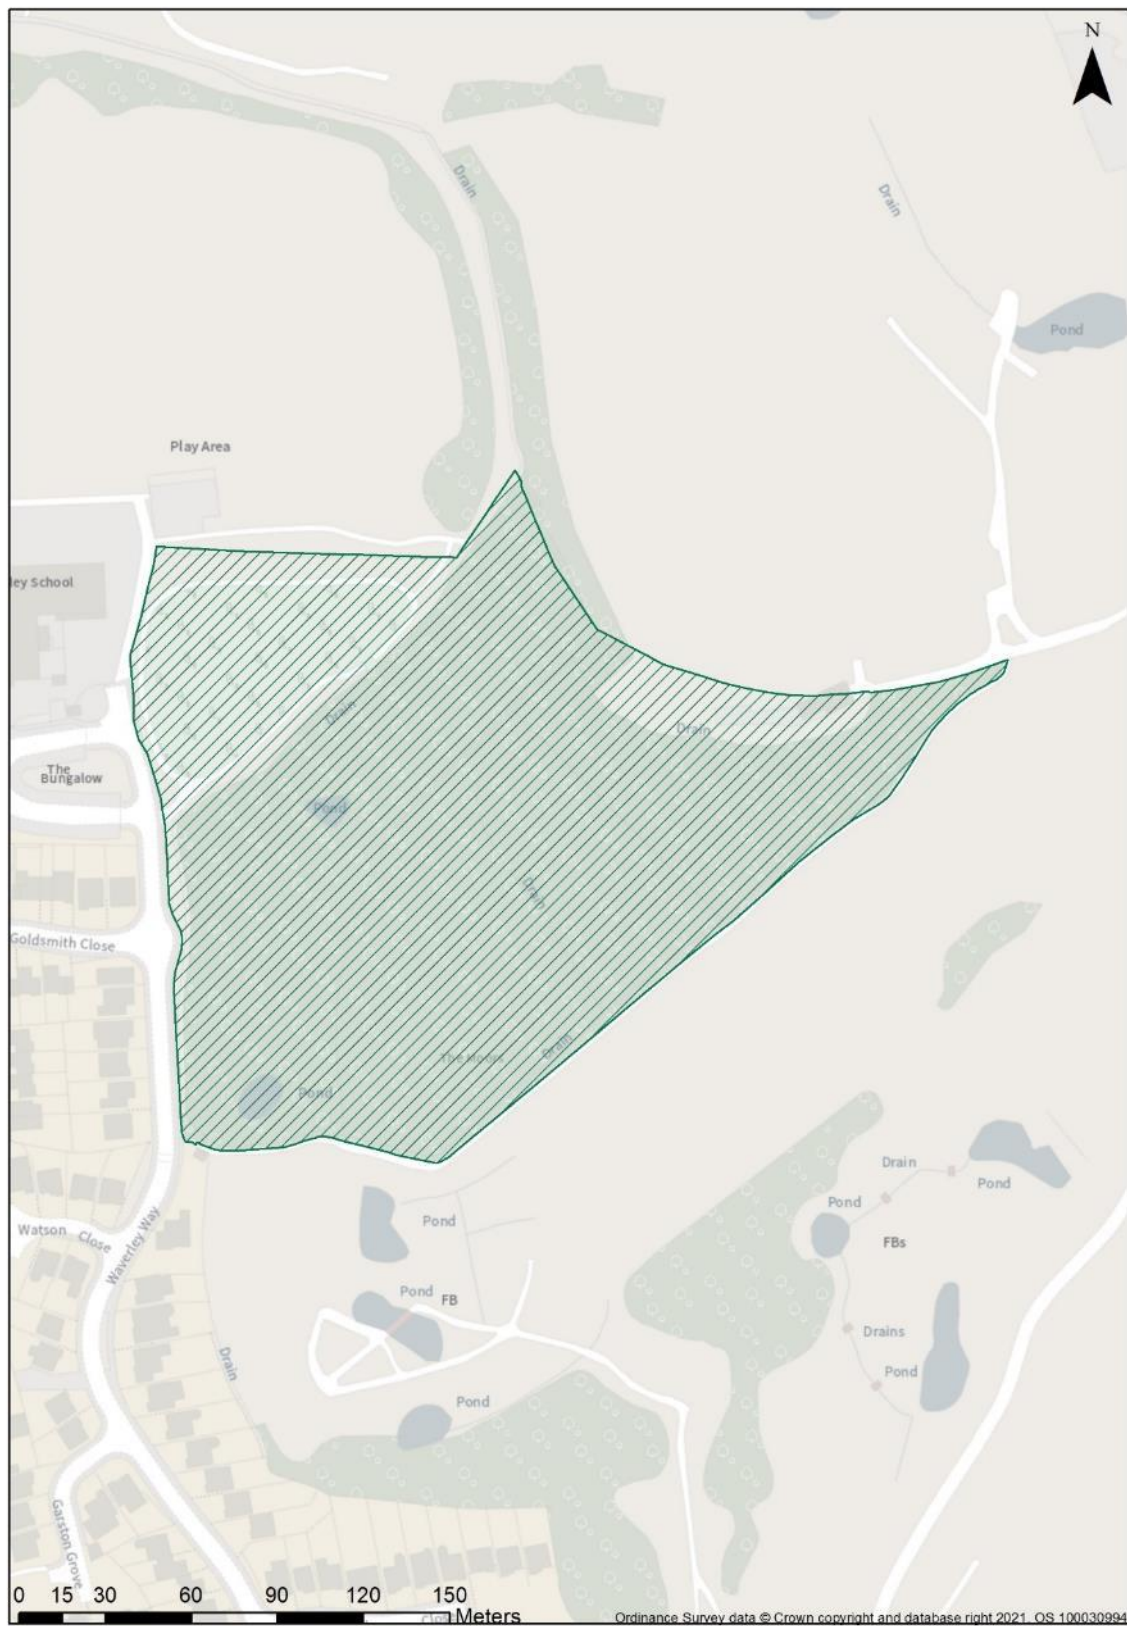 N
Drain
Drain
Pond
Play Area
ley School
Drain
Drain
The
Bungalow
Pond
Drain
Goldsmith Close
The Moors
Drain
Pond
Drain
Pond
Pond
Watson Close
Waverley Way
Pond
FBs
Pond
FB
Drains
Drain
Pond
Pond
Garston Grove
0 15 30 60 90 120 150
Meters
Clos
Ordinance Survey data © Crown copyright and database right 2021. OS 100030994